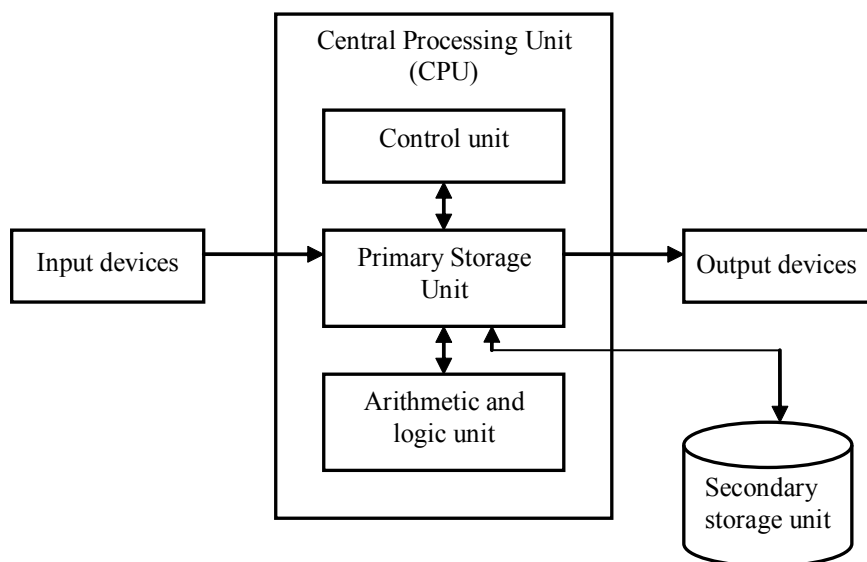 Central Processing Unit
(CPU)
Control unit
Input devices
Primary Storage
Unit
Output devices
Arithmetic and
logic unit
Secondary
storage unit